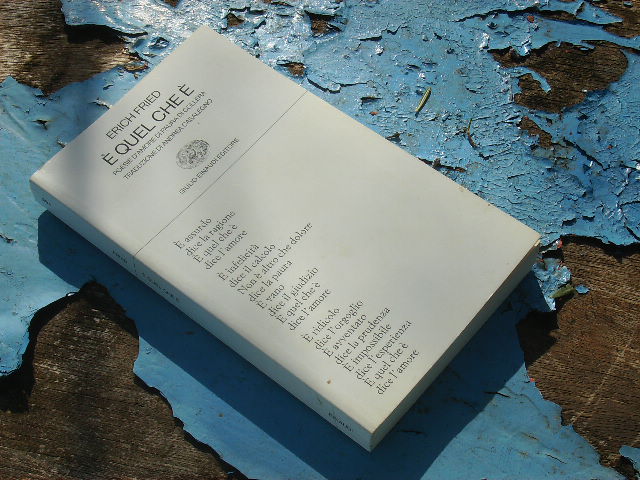 ERICH FRIED
È QUEL CHE È
POESIE D'AMORE DI PAURA DI COLLERA
TRADUZIONE DI ANDREA CASALEGNO
GIULIO EINAUDI EDITORE
È assurdo
dice la ragione
È quel che è
dice l'amore
È infelicità
dice il calcolo
Non è altro che dolore
dice la paura
È vano
dice il giudizio
È quel che è
dice l'amore
È ridicolo
dice l'orgoglio
È avventato
dice la prudenza
È impossibile
dice l'esperienza
È quel che è
dice l'amore